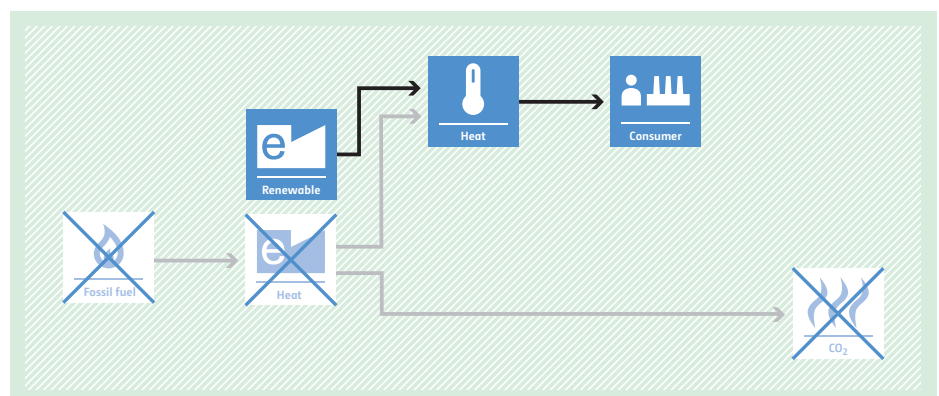 Heat
Consumer
e
Renewable
e
Fossil fuel
Heat
CO₂